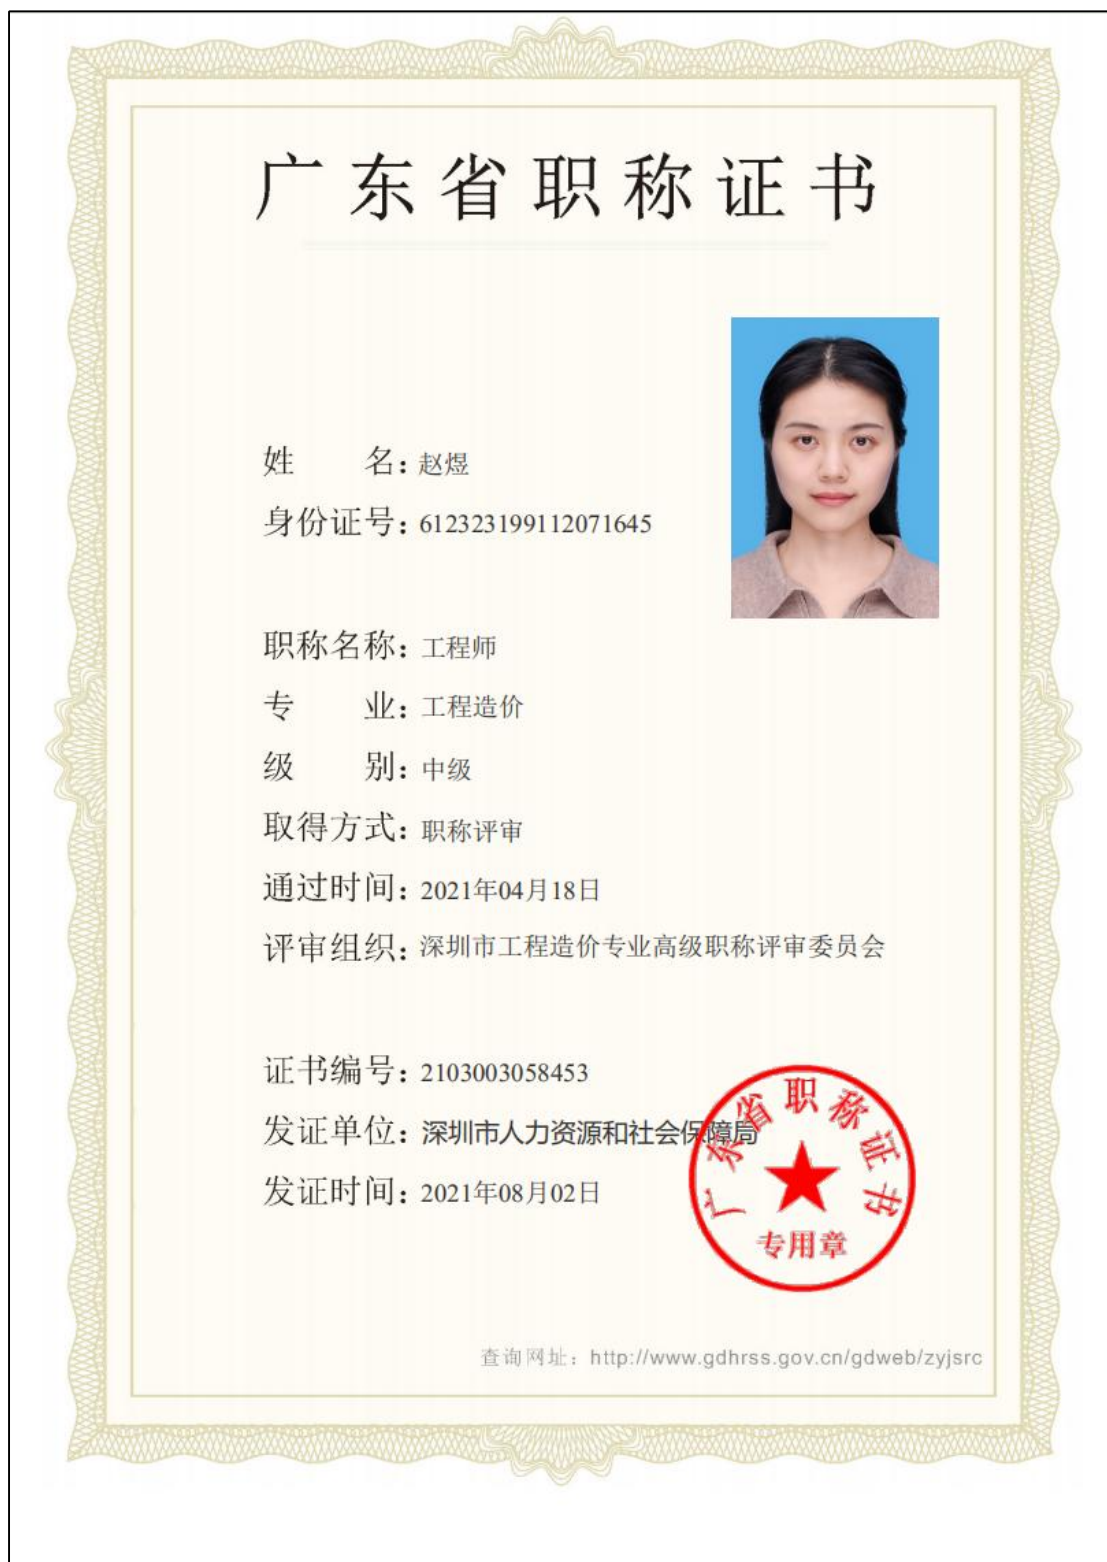 广东省职称证书
姓 名：赵煜
身份证号：612323199112071645
职称名称：工程师
专 业：工程造价
级 别：中级
取得方式：职称评审
通过时间：2021年04月18日
评审组织：深圳市工程造价专业高级职称评审委员会
证书编号：2103003058453
发证单位：深圳市人力资源和社会保障局
发证时间：2021年08月02日
广东省职称证书
专用章
查询网址：http://www.gdhrss.gov.cn/gdweb/zyjsrc